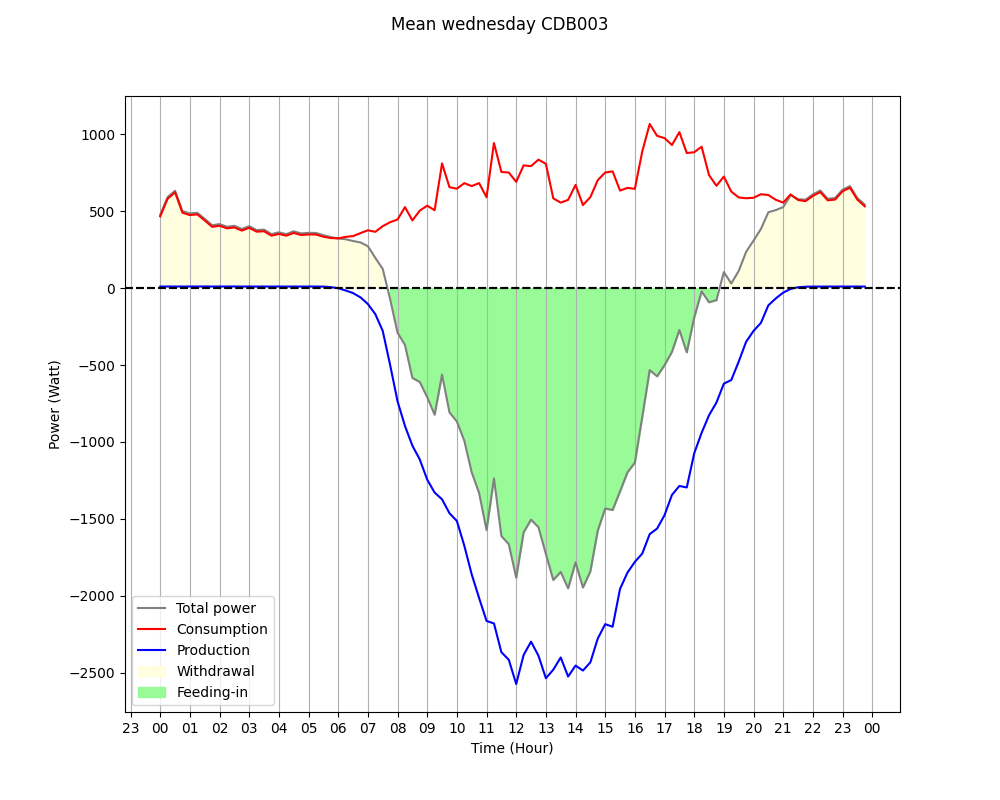 Mean wednesday CDB003
1000
500
0
−500
−1000
−1500
−2000
−2500
Power (Watt)
Total power
Consumption
Production
Withdrawal
Feeding-in
23 00 01 02 03 04 05 06 07 08 09 10 11 12 13 14 15 16 17 18 19 20 21 22 23 00
Time (Hour)